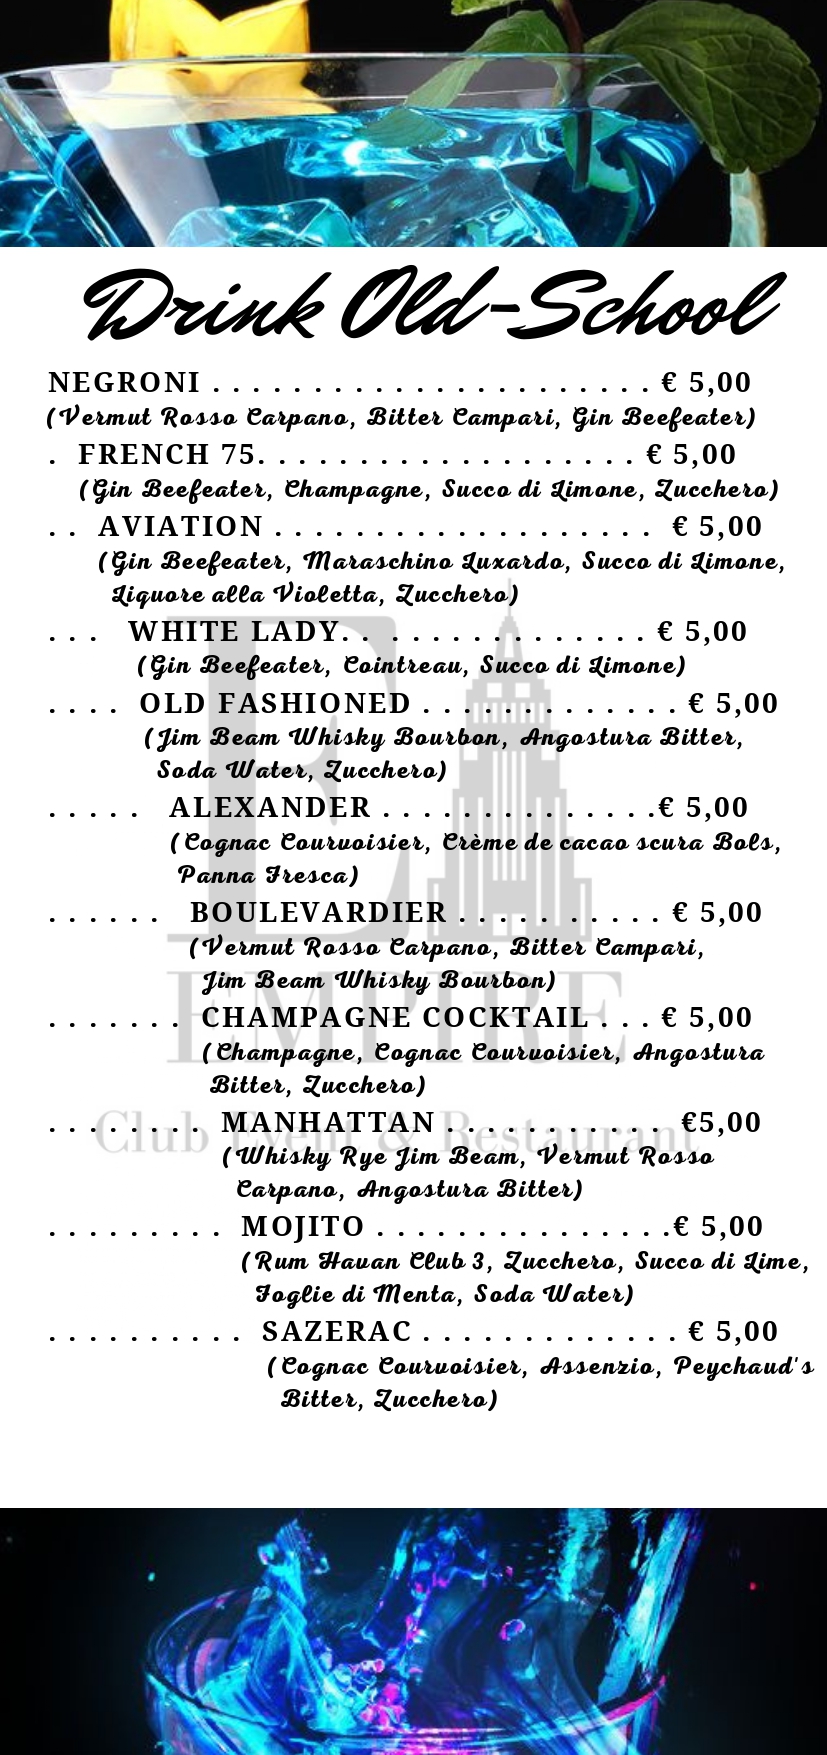 Drink Old-School
NEGRONI . . . . . . . . . . . . . . . . . . . . . . € 5,00
(Vermut Rosso Carpano, Bitter Campari, Gin Beefeater)
. FRENCH 75. . . . . . . . . . . . . . . . . . . € 5,00
(Gin Beefeater, Champagne, Succo di Limone, Zucchero)
. . AVIATION . . . . . . . . . . . . . . . . . . . € 5,00
(Gin Beefeater, Maraschino Luxardo, Succo di Limone,
Liquore alla Violetta, Zucchero)
. . . WHITE LADY. . . . . . . . . . . . . . . € 5,00
(Gin Beefeater, Cointreau, Succo di Limone)
. . . . OLD FASHIONED . . . . . . . . . . . . . € 5,00
(Jim Beam Whisky Bourbon, Angostura Bitter,
Soda Water, Zucchero)
. . . . . ALEXANDER . . . . . . . . . . . . . .€ 5,00
(Cognac Courvoisier, Crème de cacao scura Bols,
Panna Fresca)
. . . . . . BOULEVARDIER . . . . . . . . . . € 5,00
(Vermut Rosso Carpano, Bitter Campari,
Jim Beam Whisky Bourbon)
EMPIRE
. . . . . . . CHAMPAGNE COCKTAIL . . . € 5,00
(Champagne, Cognac Courvoisier, Angostura
Bitter, Zucchero)
Club Event & Restaurant
. . . . . . . . MANHATTAN . . . . . . . . . . . €5,00
(Whisky Rye Jim Beam, Vermut Rosso
Carpano, Angostura Bitter)
. . . . . . . . . MOJITO . . . . . . . . . . . . . . .€ 5,00
(Rum Havan Club 3, Zucchero, Succo di Lime,
Foglie di Menta, Soda Water)
. . . . . . . . . . SAZERAC . . . . . . . . . . . . . € 5,00
(Cognac Courvoisier, Assenzio, Peychaud's
Bitter, Zucchero)